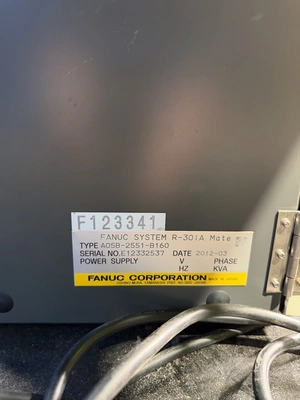 F123341
FANUC SYSTEM R-30iA Mate
TYPE A05B-2551-B160
SERIAL NO. E12332537 DATE 2012-03
POWER SUPPLY V PHASE
HZ KVA
FANUC CORPORATION